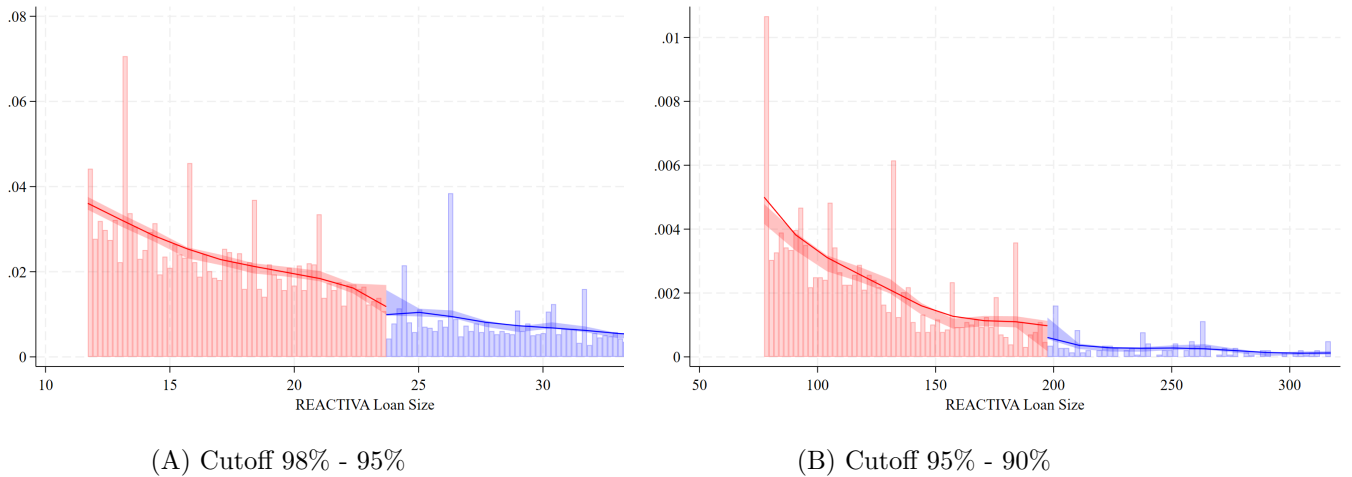 .08
.06
.04
.02
0
10 15 20 25 30
REACTIVA Loan Size
(A) Cutoff 98% - 95%
.01
.008
.006
.004
.002
0
50 100 150 200 250 300
REACTIVA Loan Size
(B) Cutoff 95% - 90%